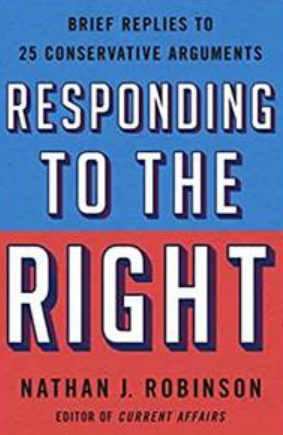 BRIEF REPLIES TO
25 CONSERVATIVE ARGUMENTS
RESPONDING
TO THE
RIGHT
NATHAN J. ROBINSON
EDITOR OF CURRENT AFFAIRS